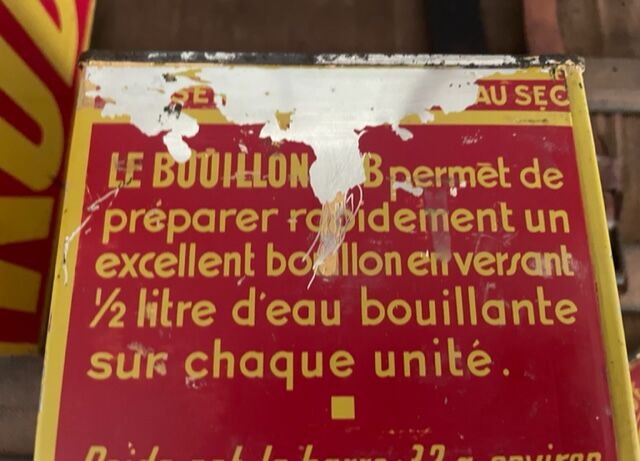 AU SEC
LE BOUILLON B permet de
préparer rapidement un
excellent bouillon en versant
1/2 litre d'eau bouillante
sur chaque unité.